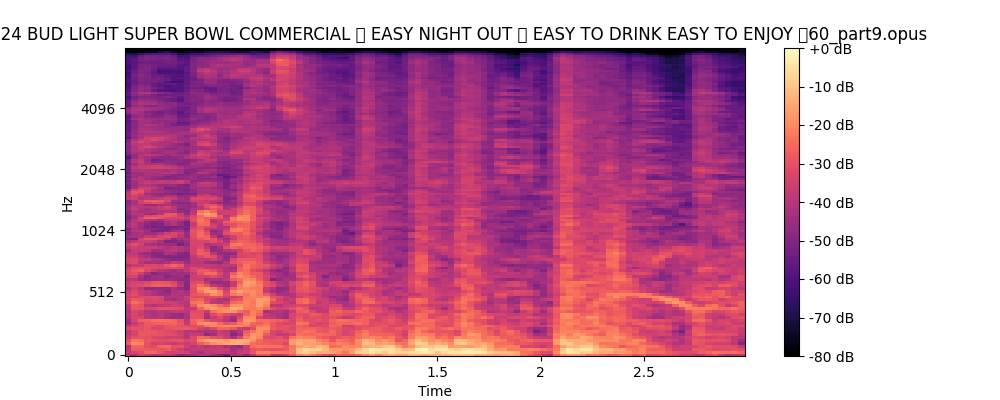 24 BUD LIGHT SUPER BOWL COMMERCIAL ▯ EASY NIGHT OUT ▯ EASY TO DRINK EASY TO ENJOY ▯60_part9.opus
+0 dB
4096
-10 dB
-20 dB
2048
-30 dB
Hz
-40 dB
1024
-50 dB
512
-60 dB
-70 dB
0
-80 dB
0
0.5
1
1.5
2
2.5
Time